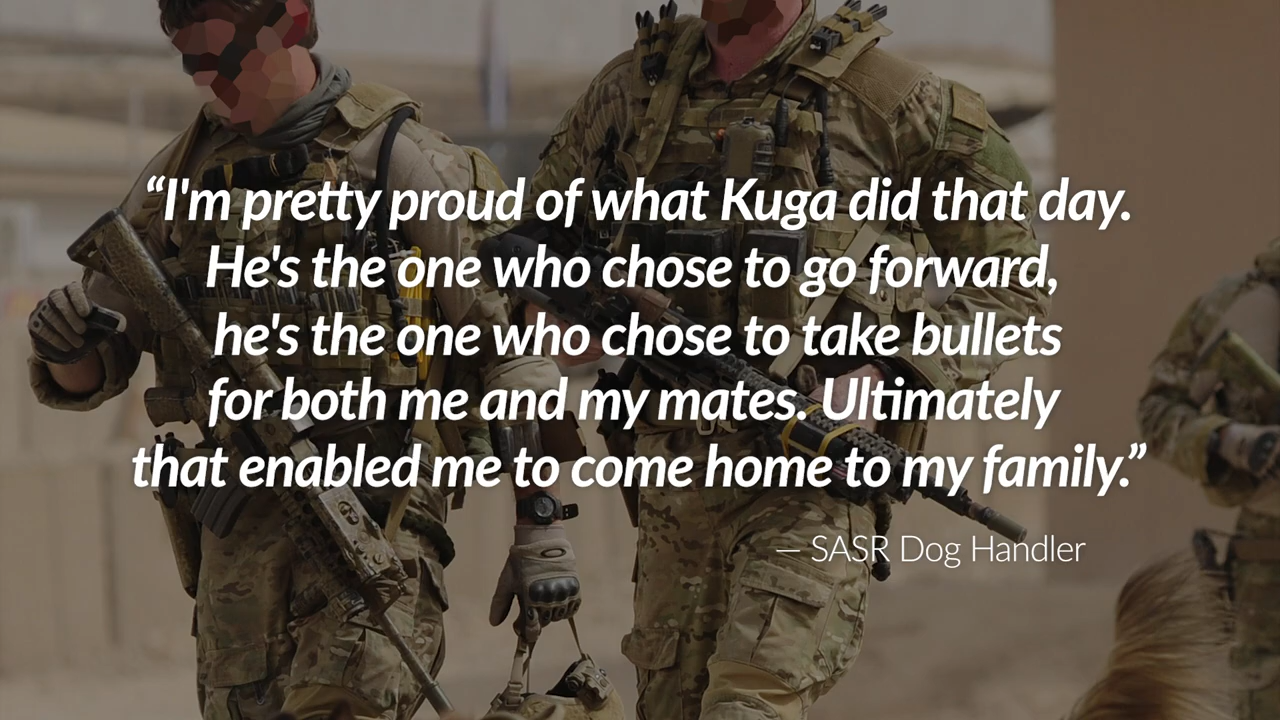 “I'm pretty proud of what Kuga did that day.
He's the one who chose to go forward,
he's the one who chose to take bullets
for both me and my mates. Ultimately
that enabled me to come home to my family.”
— SASR Dog Handler